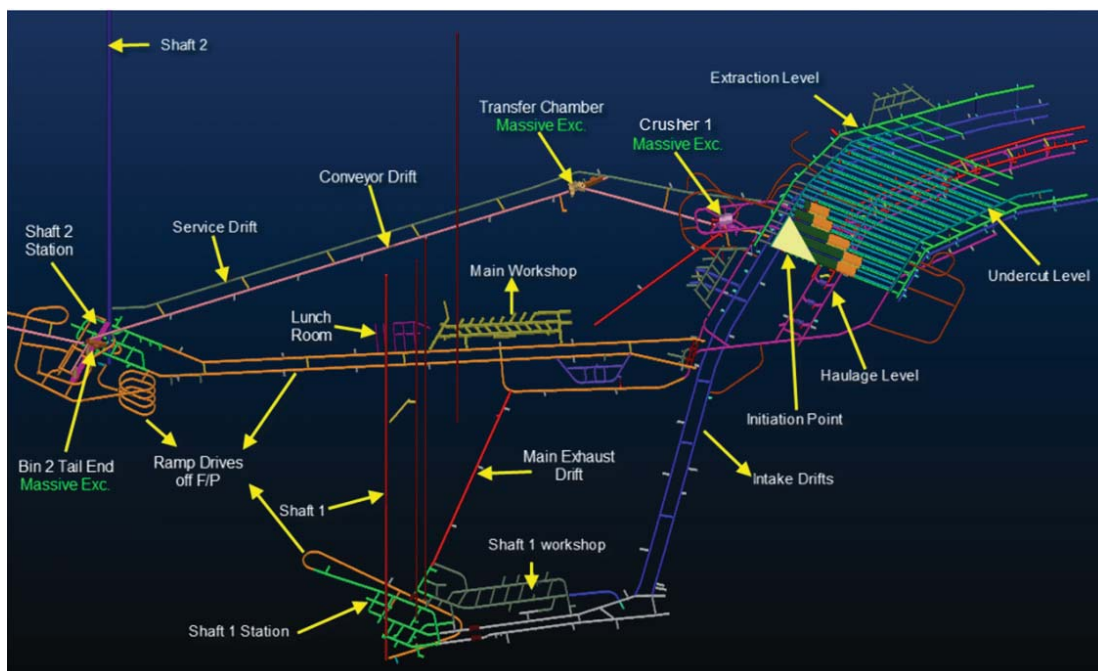 Shaft 2
Extraction Level
Transfer Chamber
Massive Exc.
Crusher 1
Massive Exc.
Conveyor Drift
Service Drift
Shaft 2
Station
Main Workshop
Undercut Level
Lunch
Room
Haulage Level
Initiation Point
Bin 2 Tail End
Massive Exc.
Ramp Drives
off F/P
Main Exhaust
Drift
Intake Drifts
Shaft 1
Shaft 1 workshop
Shaft 1 Station